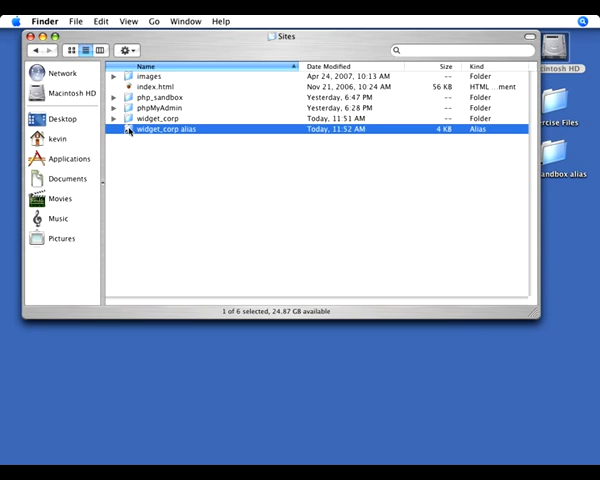 Finder File Edit View Go Window Help
Sites
Name Date Modified Size Kind
images Apr 24, 2007, 10:13 AM -- Folder
index.html Nov 21, 2006, 10:24 AM 56 KB HTML ...ment
php_sandbox Yesterday, 6:47 PM -- Folder
phpMyAdmin Yesterday, 6:28 PM -- Folder
widget_corp Today, 11:51 AM -- Folder
widget_corp alias Today, 11:52 AM 4 KB Alias
Network
Macintosh HD
Desktop
kevin
Applications
Documents
Movies
Music
Pictures
1 of 6 selected, 24.87 GB available
cintosh HD
ercise Files
andbox alias